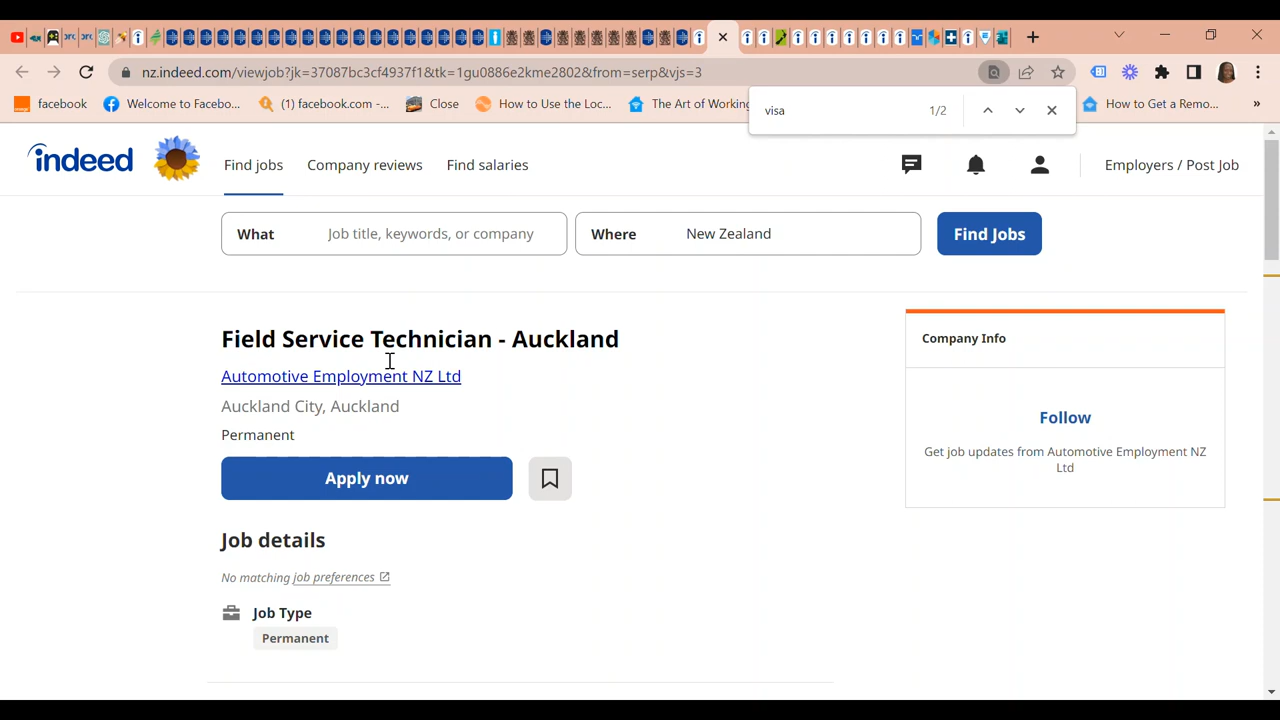 nz.indeed.com/viewjob?jk=37087bc3cf4937f1&tk=1gu0886e2kme2802&from=serp&vjs=3
facebook
Welcome to Facebo...
(1) facebook.com -...
Close
How to Use the Loc...
The Art of Working
How to Get a Remo...
»
visa
1/2
indeed
Find jobs
Company reviews
Find salaries
Employers / Post Job
What
Job title, keywords, or company
Where
New Zealand
Find Jobs
Field Service Technician - Auckland
Automotive Employment NZ Ltd
Auckland City, Auckland
Permanent
Apply now
Job details
No matching job preferences
Job Type
Permanent
Company Info
Follow
Get job updates from Automotive Employment NZ
Ltd